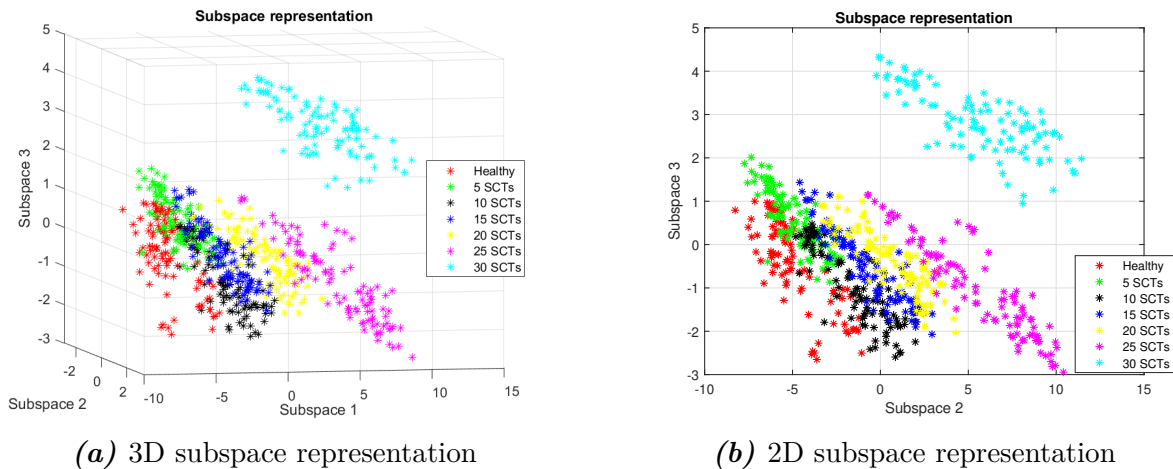 Subspace representation
5
4
3
2
1
0
-1
-2
-3
Subspace 3
-2
0
2
Subspace 2
-10
-5
0
5
10
15
Subspace 1
Healthy
5 SCTs
10 SCTs
15 SCTs
20 SCTs
25 SCTs
30 SCTs
(a) 3D subspace representation
Subspace representation
5
4
3
2
1
0
-1
-2
-3
Subspace 3
-10
-5
0
5
10
15
Subspace 2
Healthy
5 SCTs
10 SCTs
15 SCTs
20 SCTs
25 SCTs
30 SCTs
(b) 2D subspace representation